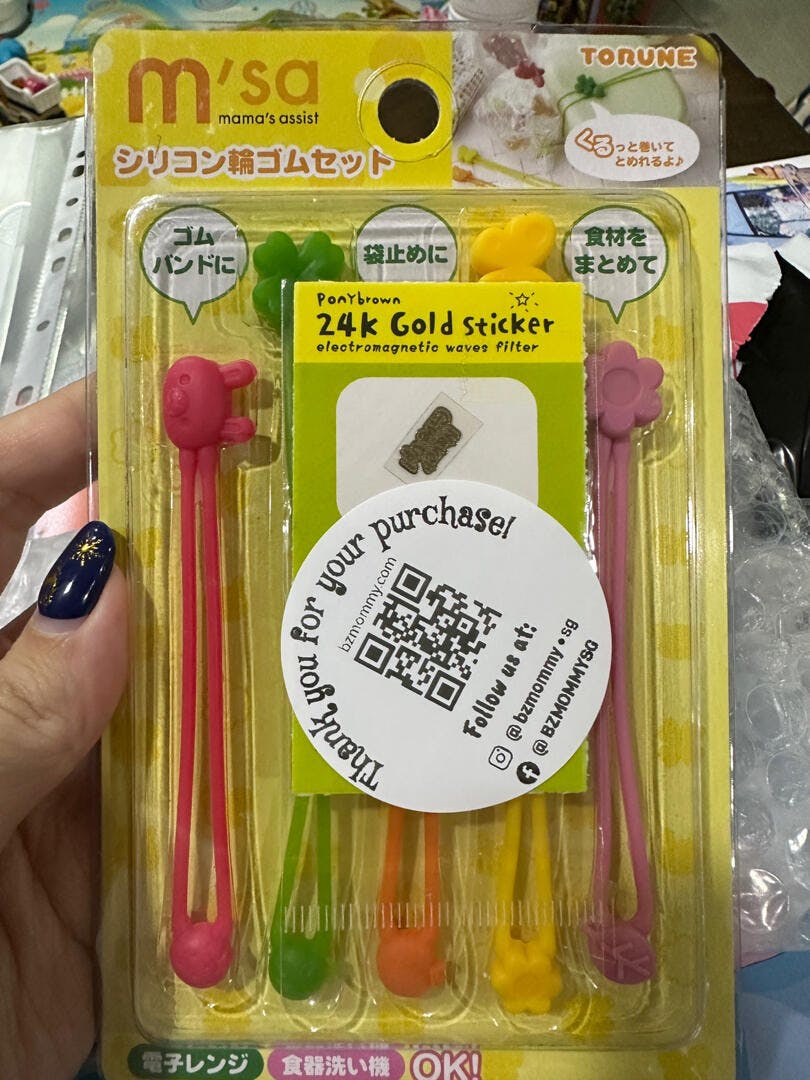 m'sa
mama's assist
TORUNE
シリコン輪ゴムセット
くるっと巻いて
とめれるよ♪
ゴム
バンドに
袋止めに
食材を
まとめて
Ponybrown
24k Gold sticker
electromagnetic waves filter
Thank you for your purchase!
bzmommy.com
Follow us at:
@bzmommy.sg
@BZMOMMYSG
電子レンジ
食器洗い機
OK!